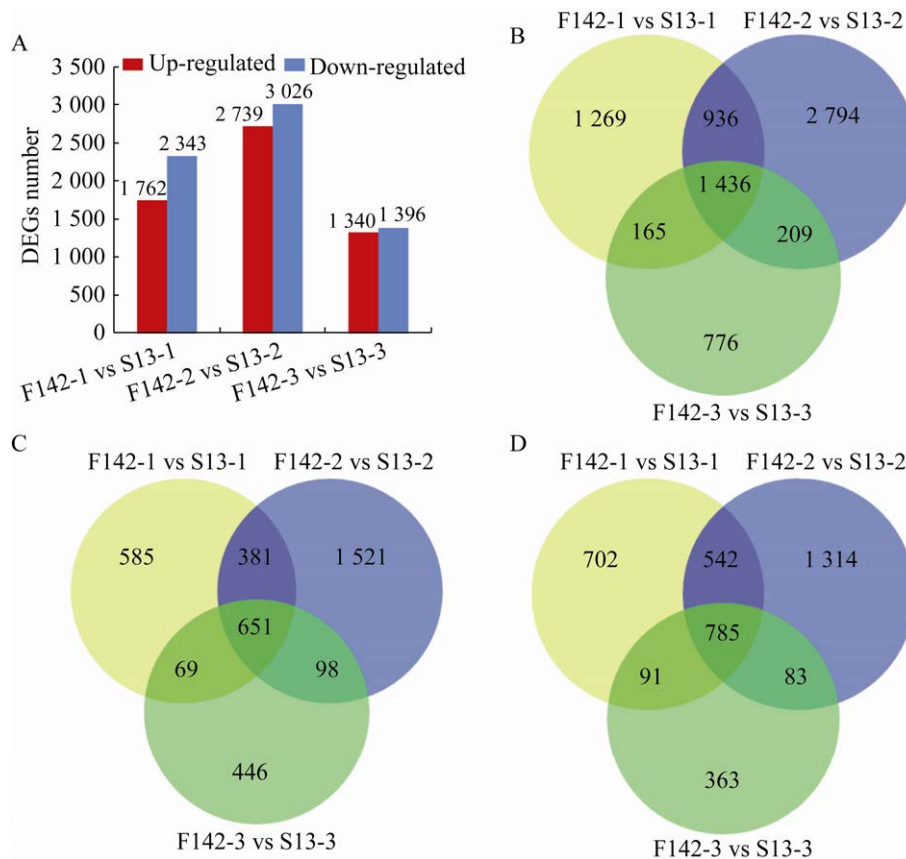 A
Up-regulated
Down-regulated
DEGs number
3 500
3 000
2 500
2 000
1 500
1 000
500
0
1 762
2 343
2 739
3 026
1 340
1 396
F142-1 vs S13-1
F142-2 vs S13-2
F142-3 vs S13-3
B
F142-1 vs S13-1
F142-2 vs S13-2
1 269
936
2 794
1 436
165
209
776
F142-3 vs S13-3
C
F142-1 vs S13-1
F142-2 vs S13-2
585
381
1 521
651
69
98
446
F142-3 vs S13-3
D
F142-1 vs S13-1
F142-2 vs S13-2
702
542
1 314
785
91
83
363
F142-3 vs S13-3